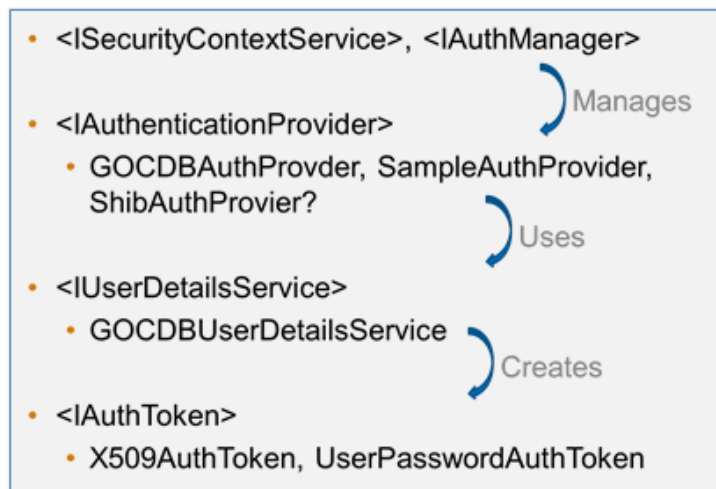 • <ISecurityContextService>, <IAuthManager>
Manages
• <IAuthenticationProvider>
• GOCDBAuthProvder, SampleAuthProvider,
ShibAuthProvier?
Uses
• <IUserDetailsService>
• GOCDBUserDetailsService
Creates
• <IAuthToken>
• X509AuthToken, UserPasswordAuthToken